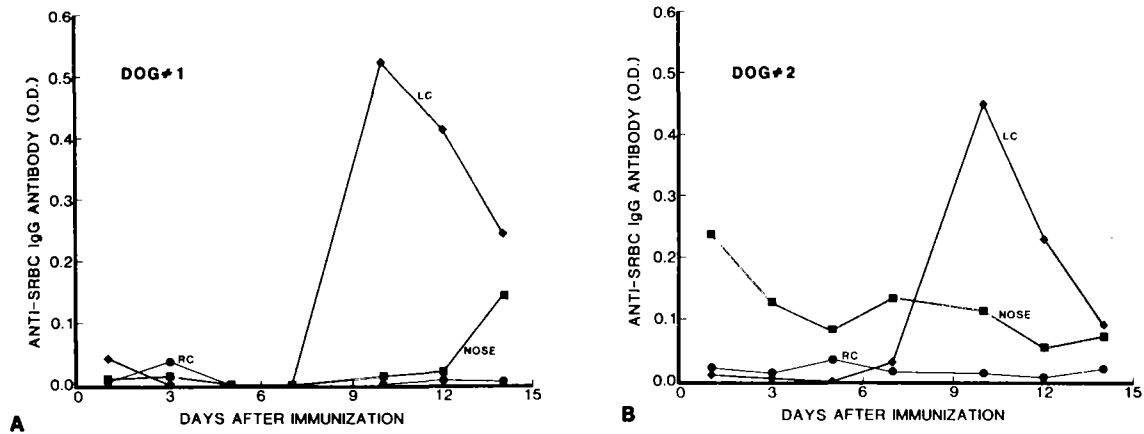 0.6
0.5
0.4
0.3
0.2
0.1
0.0
ANTI-SRBC IgG ANTIBODY (O.D.)
DOG≠1
LC
RC
NOSE
0 3 6 9 12 15
DAYS AFTER IMMUNIZATION
A
0.6
0.5
0.4
0.3
0.2
0.1
0.0
ANTI-SRBC IgG ANTIBODY (O.D.)
DOG≠2
LC
NOSE
RC
0 3 6 9 12 15
DAYS AFTER IMMUNIZATION
B